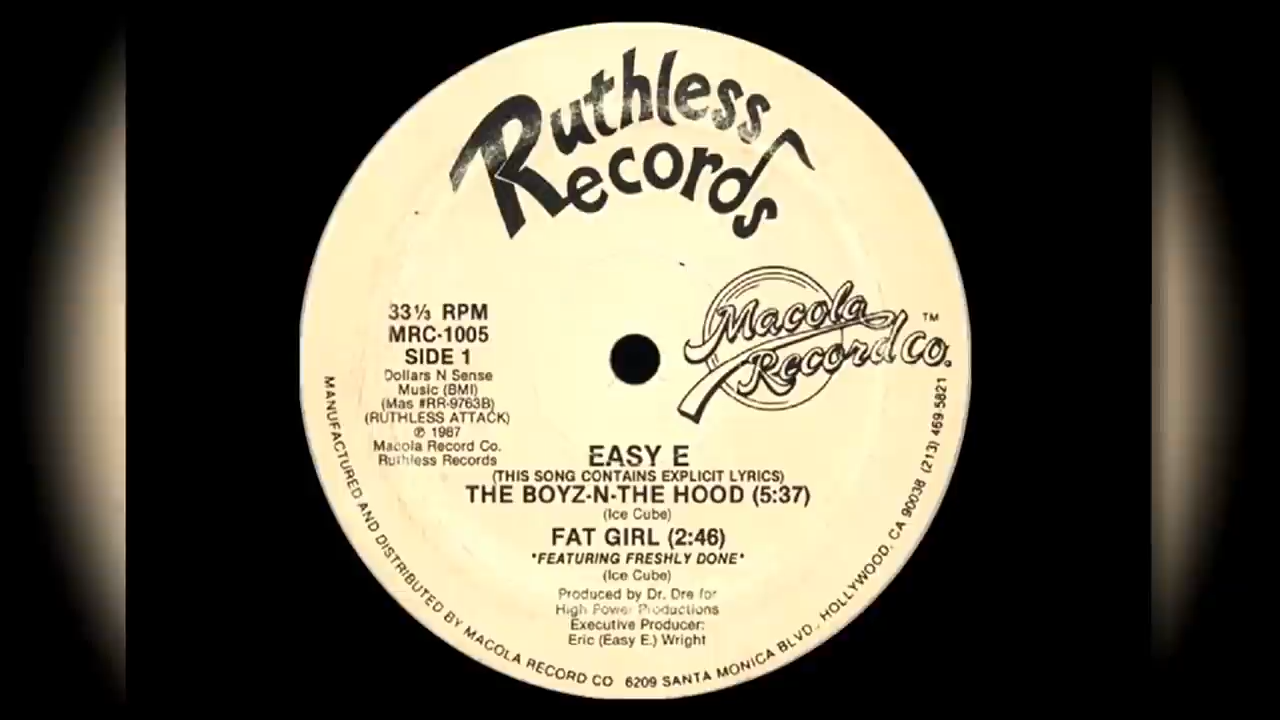 Ruthless
Records
Macola ™
Record Co.
33⅓ RPM
MRC-1005
SIDE 1
Dollars N Sense
Music (BMI)
(Mas #RR-9763B)
(RUTHLESS ATTACK)
℗ 1987
Macola Record Co.
Ruthless Records
EASY E
(THIS SONG CONTAINS EXPLICIT LYRICS)
THE BOYZ-N-THE HOOD (5:37)
(Ice Cube)
FAT GIRL (2:46)
"FEATURING FRESHLY DONE"
(Ice Cube)
Produced by Dr. Dre for
High Power Productions
Executive Producer:
Eric (Easy E.) Wright
MANUFACTURED AND DISTRIBUTED BY MACOLA RECORD CO 6209 SANTA MONICA BLVD., HOLLYWOOD, CA 90038 (213) 469-5821